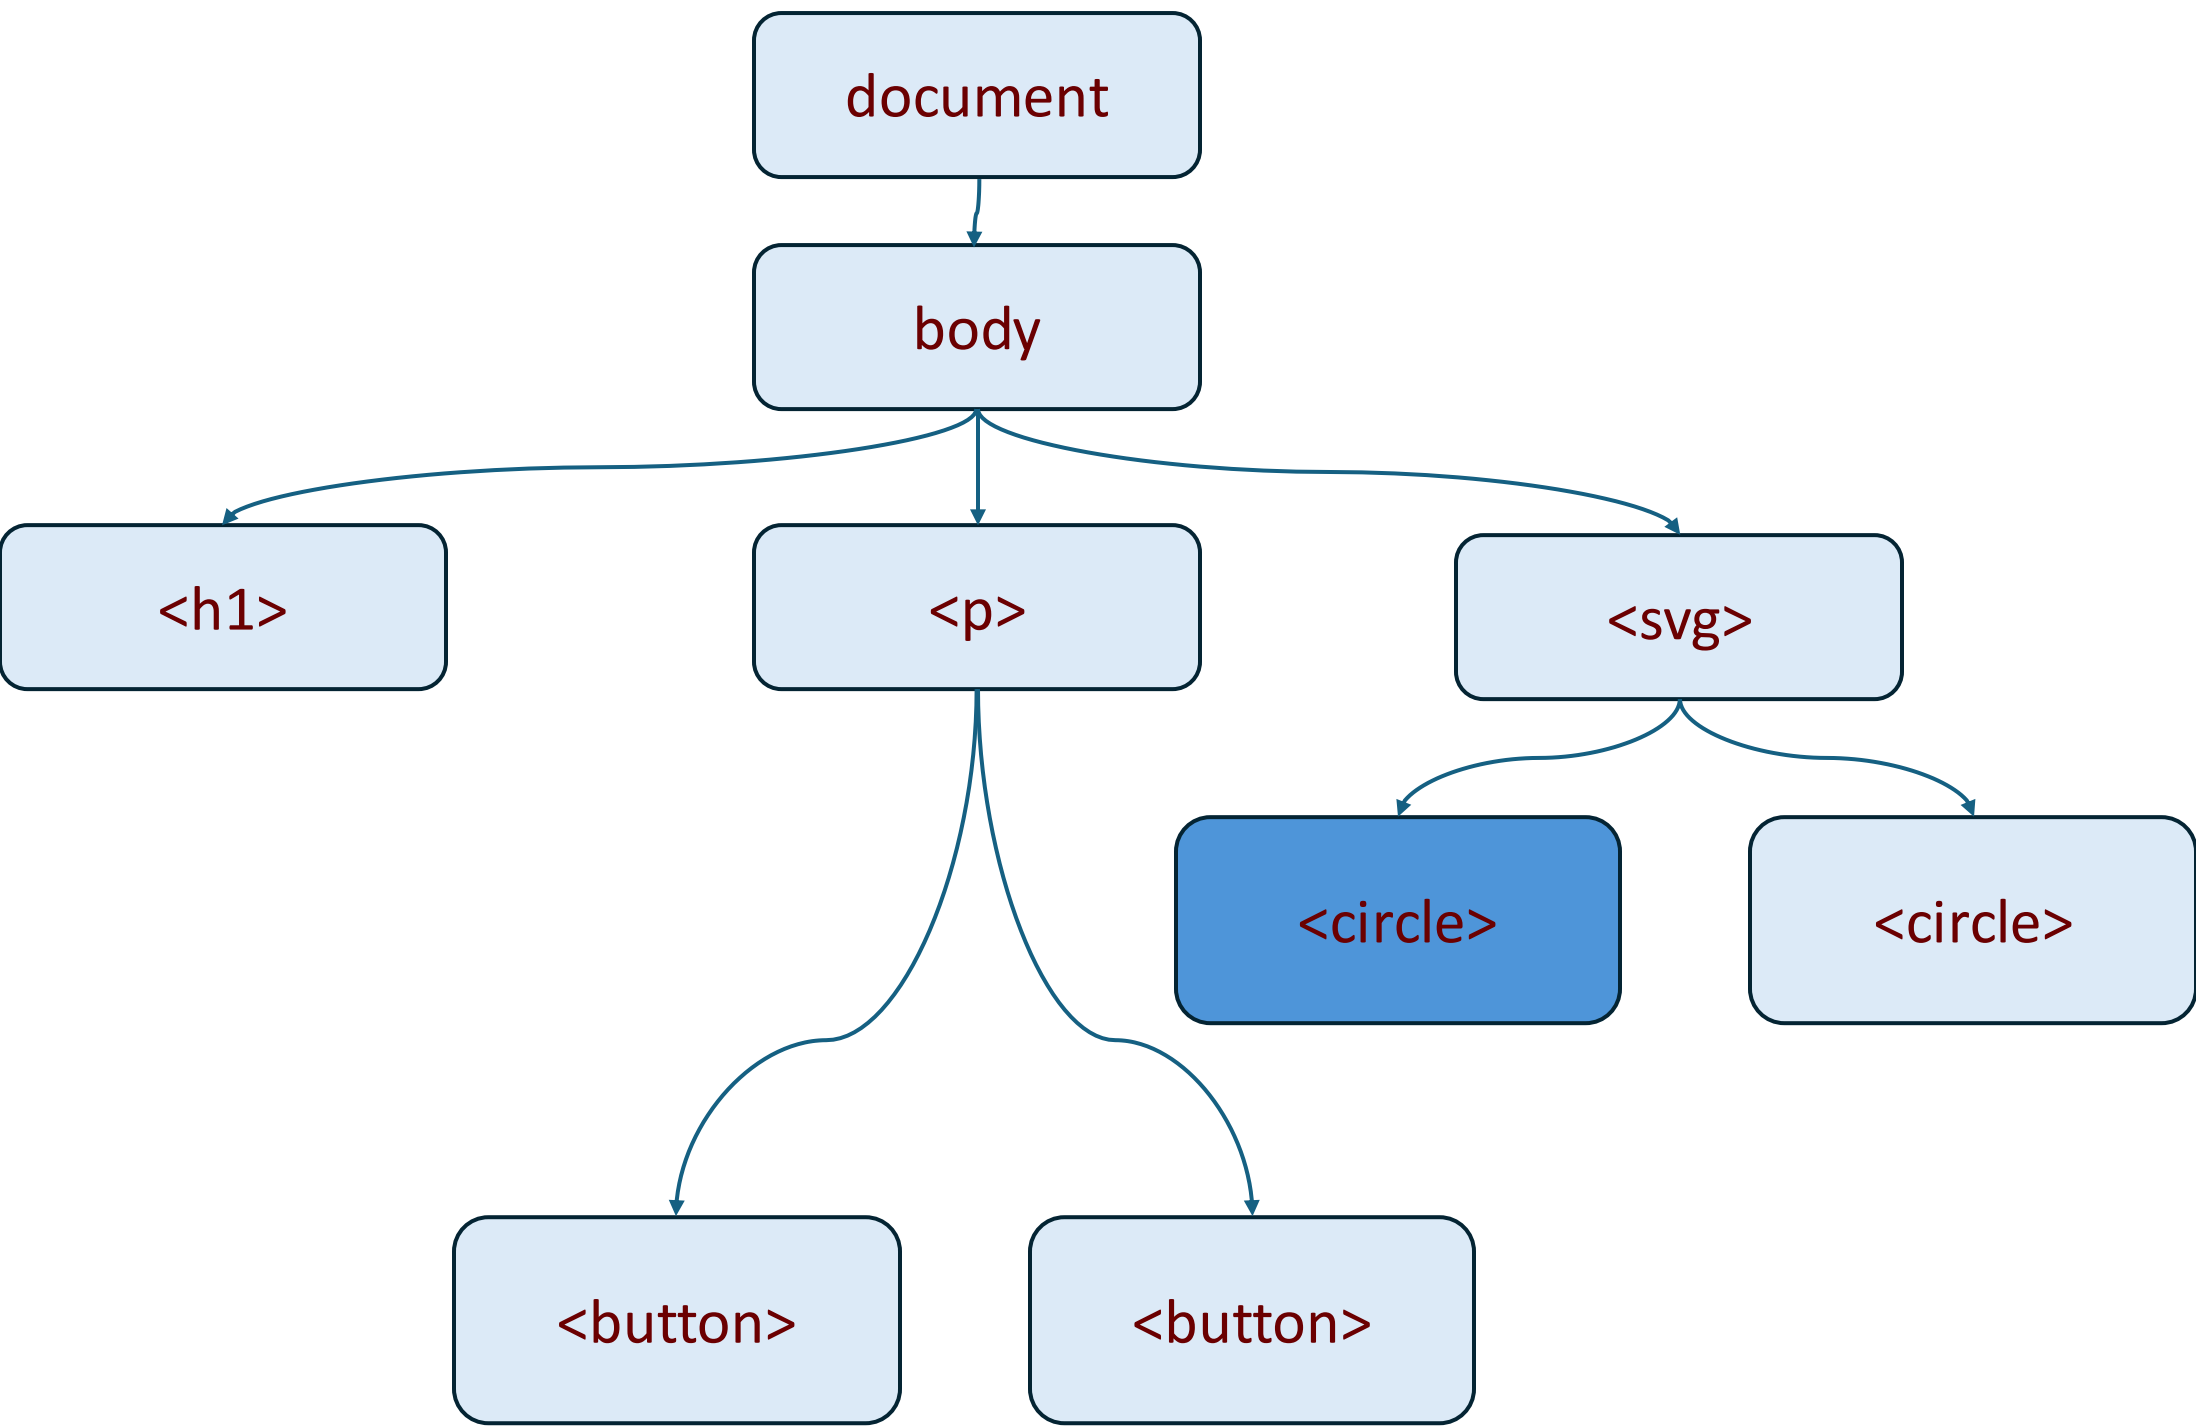 document
body
<h1>
<p>
<svg>
<circle>
<circle>
<button>
<button>